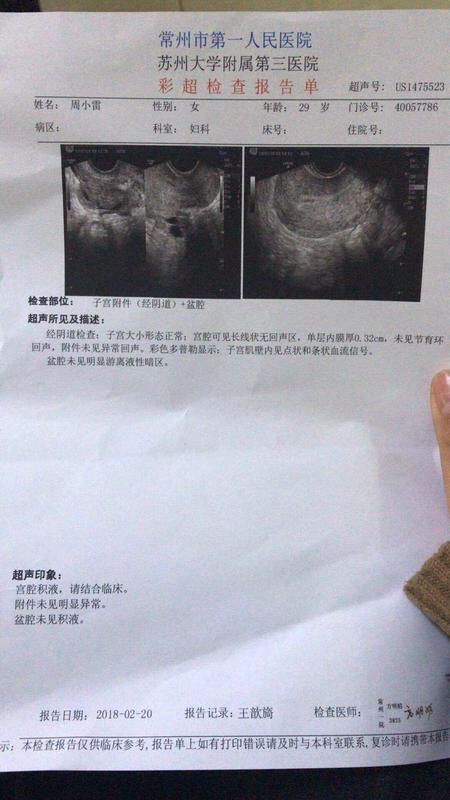 常州市第一人民医院
苏州大学附属第三医院
彩超检查报告单
超声号: US1475523
姓名: 周小雷 性别: 女 年龄: 29 岁 门诊号: 40057786
病区: 科室: 妇科 床号: 住院号:
检查部位: 子宫附件(经阴道)+盆腔
超声所见及描述:
经阴道检查: 子宫大小形态正常; 宫腔可见长线状无回声区, 单层内膜厚0.32cm, 未见节育环
回声, 附件未见异常回声。彩色多普勒显示: 子宫肌壁内见点状和条状血流信号。
盆腔未见明显游离液性暗区。
超声印象:
宫腔积液, 请结合临床。
附件未见明显异常。
盆腔未见积液。
报告日期: 2018-02-20 报告记录: 王歆旖 检查医师:
示: 本检查报告仅供临床参考, 报告单上如有打印错误请及时与本科室联系, 复诊时请携带本报告